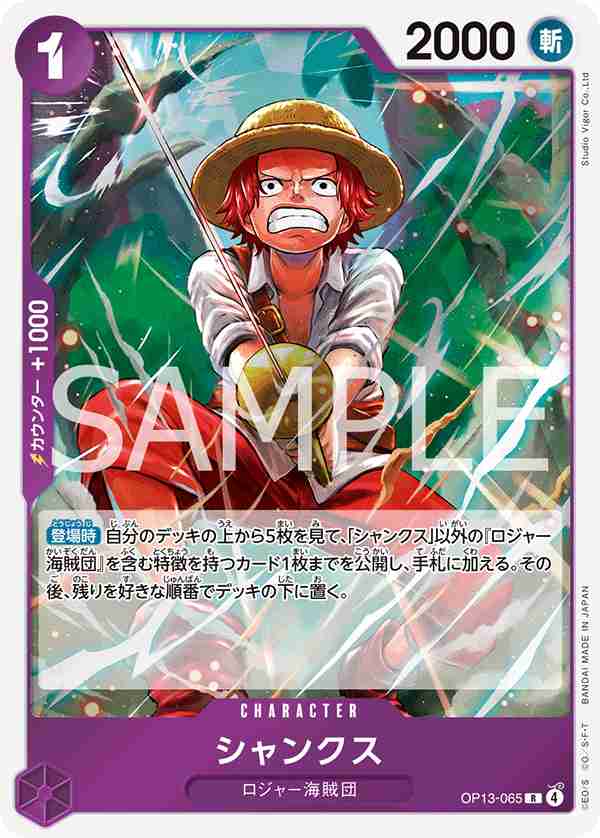 1
2000
斬
Studio Vigor Co.,Ltd
カウンター +1000
SAMPLE
登場時 自分のデッキの上から5枚を見て、「シャンクス」以外の『ロジャー
海賊団』を含む特徴を持つカード1枚までを公開し、手札に加える。その
後、残りを好きな順番でデッキの下に置く。
CHARACTER
シャンクス
ロジャー海賊団
OP13-065 R 4
©E.O/S ©O/S・F・T BANDAI MADE IN JAPAN